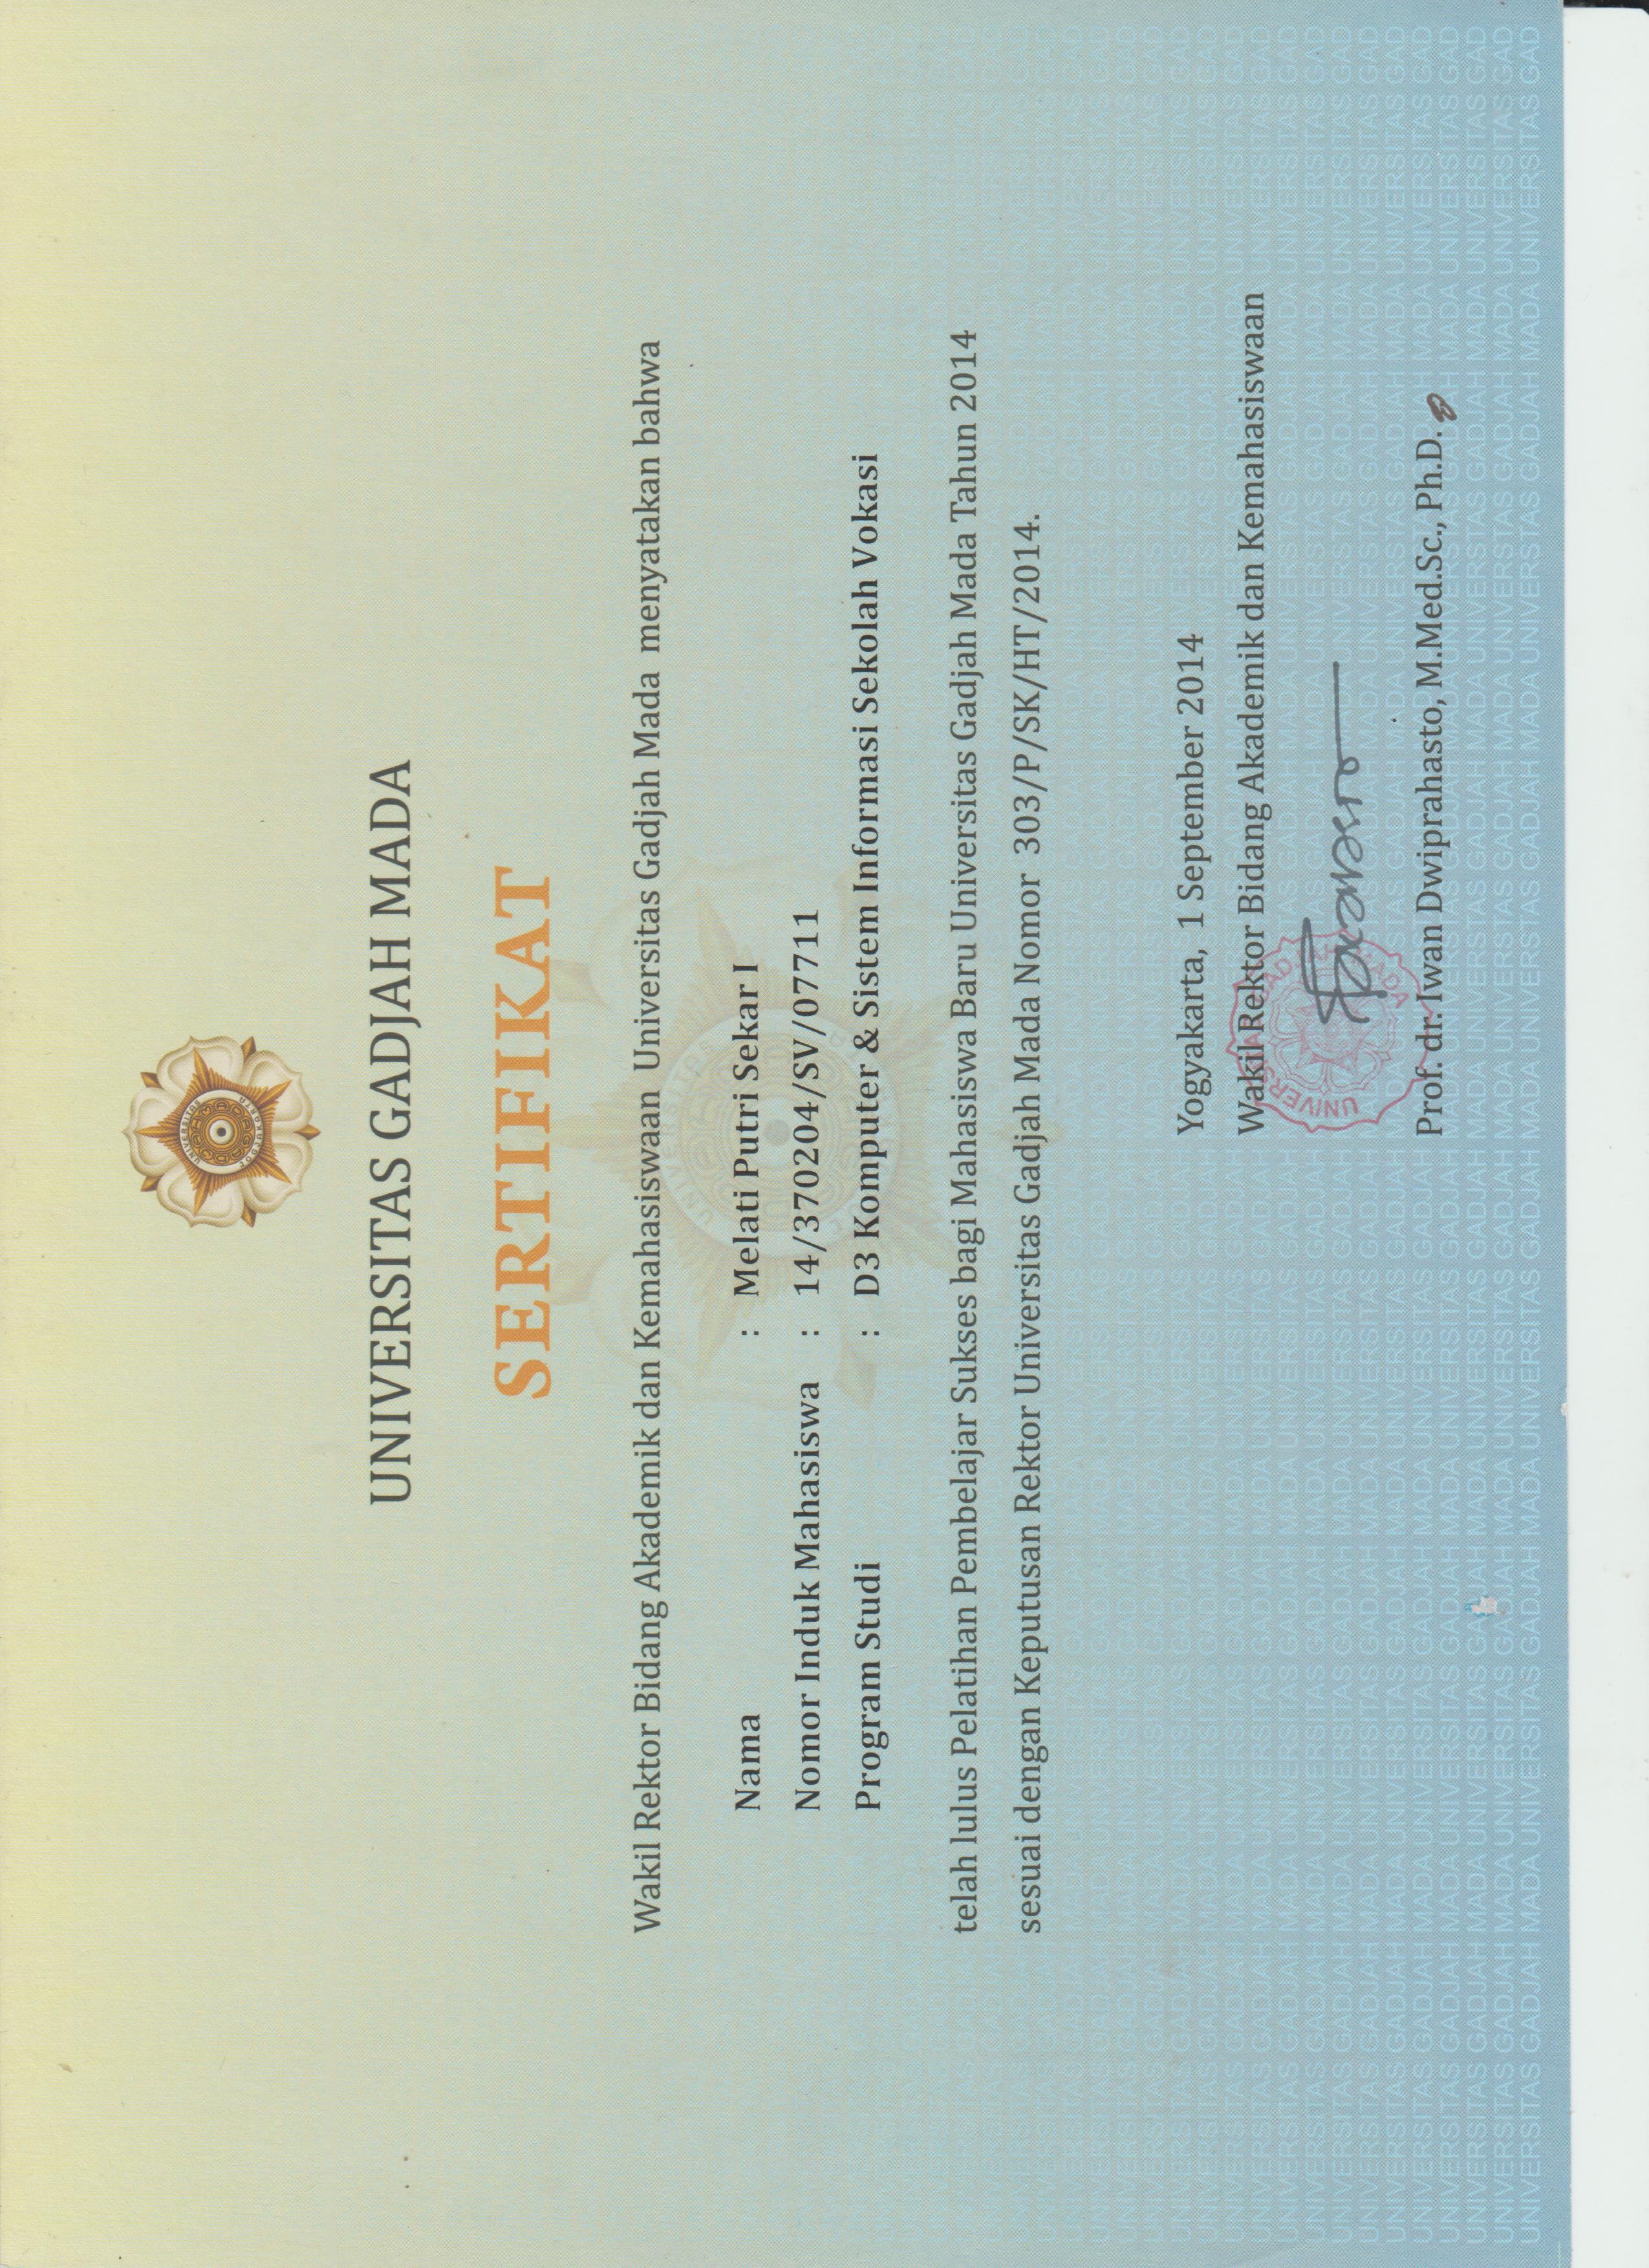 UNIVERSITAS GADJAH MADA
SERTIFIKAT
Wakil Rektor Bidang Akademik dan Kemahasiswaan Universitas Gadjah Mada menyatakan bahwa
Nama : Melati Putri Sekar I
Nomor Induk Mahasiswa : 14/370204/SV/07711
Program Studi : D3 Komputer & Sistem Informasi Sekolah Vokasi
telah lulus Pelatihan Pembelajar Sukses bagi Mahasiswa Baru Universitas Gadjah Mada Tahun 2014
sesuai dengan Keputusan Rektor Universitas Gadjah Mada Nomor 303/P/SK/HT/2014.
Yogyakarta, 1 September 2014
Wakil Rektor Bidang Akademik dan Kemahasiswaan
UNIVERSITAS GADJAH MADA
Prof. dr. Iwan Dwiprahasto, M.Med.Sc., Ph.D.